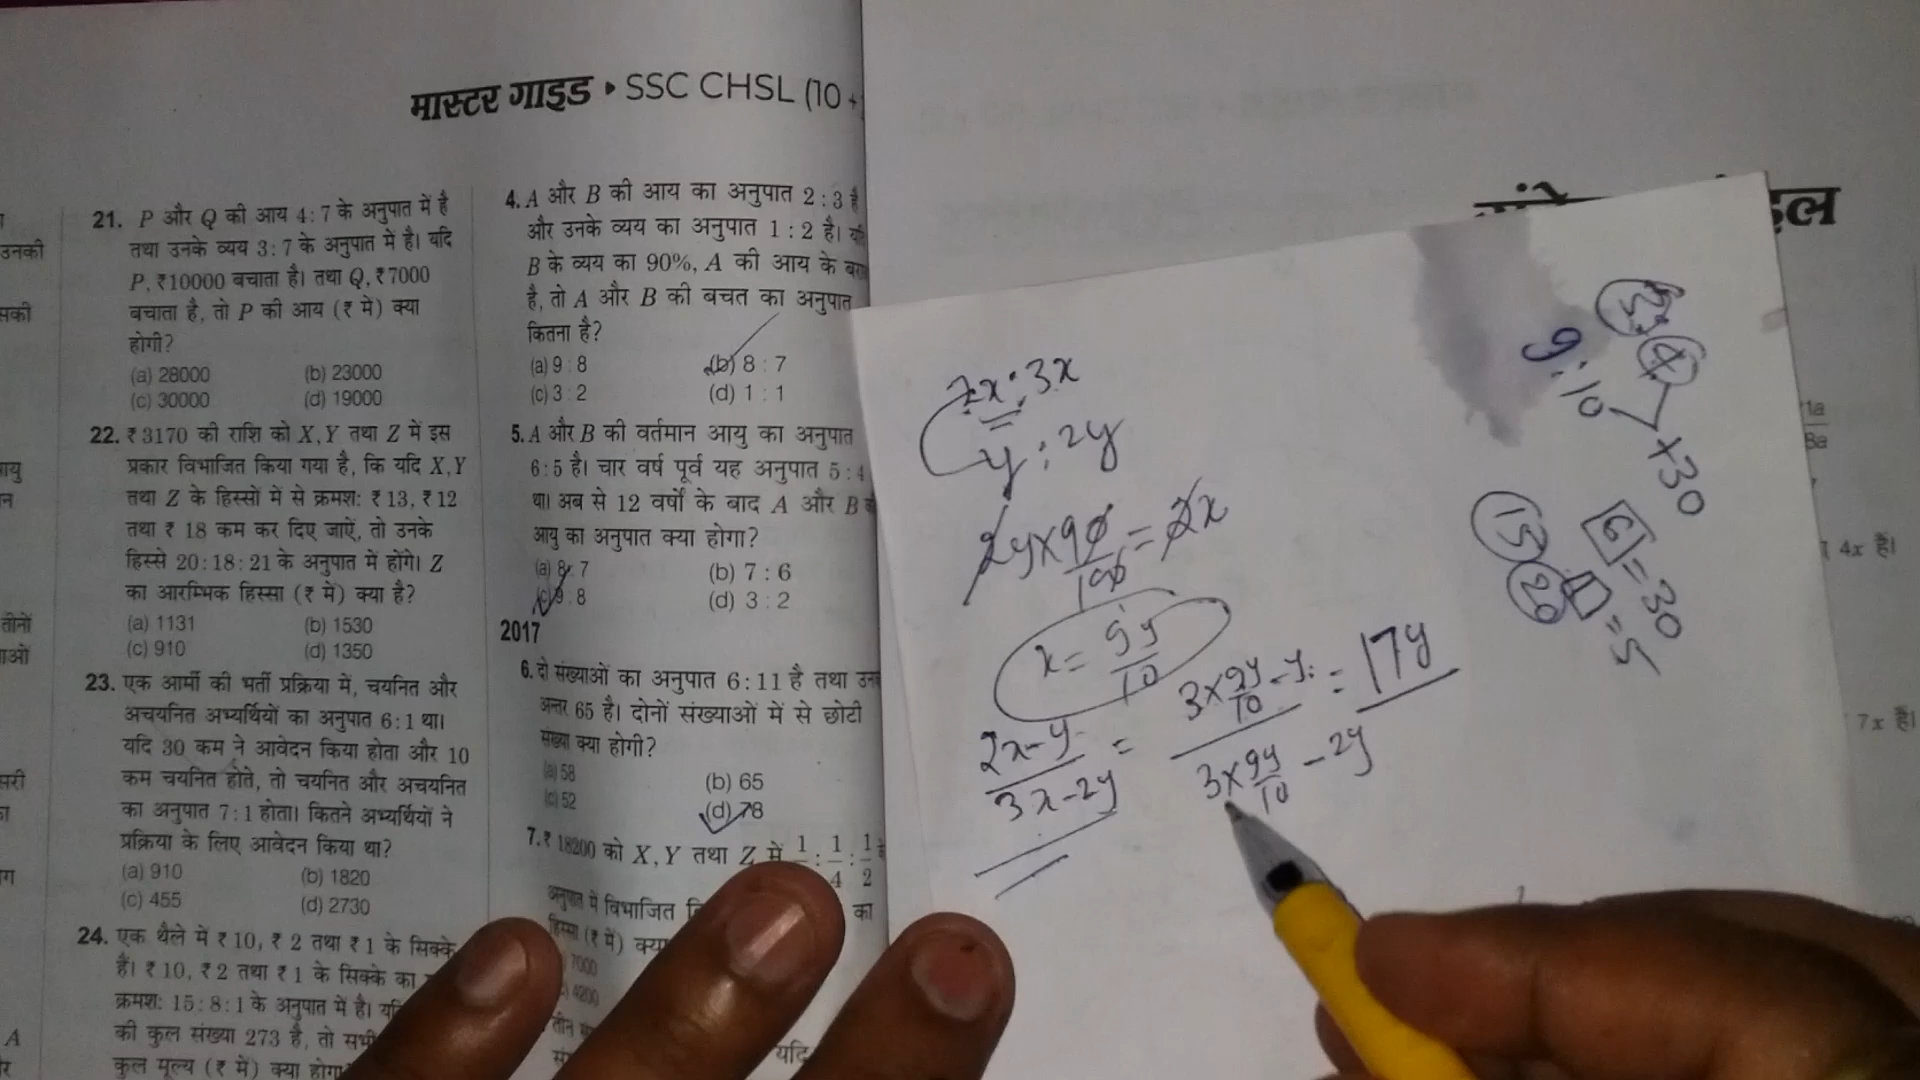 मास्टर गाइड ▸ SSC CHSL (10 +
उनकी
21. P और Q की आय 4 : 7 के अनुपात में है
तथा उनके व्यय 3 : 7 के अनुपात में है। यदि
P, ₹10000 बचाता है। तथा Q, ₹7000
बचाता है, तो P की आय (₹ में) क्या
होगी?
(a) 28000 (b) 23000
(c) 30000 (d) 19000
22. ₹ 3170 की राशि को X, Y तथा Z में इस
प्रकार विभाजित किया गया है, कि यदि X, Y
तथा Z के हिस्सों में से क्रमश: ₹ 13, ₹ 12
तथा ₹ 18 कम कर दिए जाऐं, तो उनके
हिस्से 20 : 18 : 21 के अनुपात में होंगे। Z
का आरम्भिक हिस्सा (₹ में) क्या है?
(a) 1131 (b) 1530
(c) 910 (d) 1350
23. एक आर्मी की भर्ती प्रक्रिया में, चयनित और
अचयनित अभ्यर्थियों का अनुपात 6 : 1 था।
यदि 30 कम ने आवेदन किया होता और 10
कम चयनित होते, तो चयनित और अचयनित
का अनुपात 7 : 1 होता। कितने अभ्यर्थियों ने
प्रक्रिया के लिए आवेदन किया था?
(a) 910 (b) 1820
(c) 455 (d) 2730
24. एक थैले में ₹ 10, ₹ 2 तथा ₹ 1 के सिक्के
हैं। ₹ 10, ₹ 2 तथा ₹ 1 के सिक्के का
क्रमश: 15 : 8 : 1 के अनुपात में है।
की कुल संख्या 273 है, तो
कुल मूल्य (₹ में) क्या
4. A और B की आय का अनुपात 2 : 3 है
और उनके व्यय का अनुपात 1 : 2 है।
B के व्यय का 90%, A की आय के
है, तो A और B की बचत का अनुपात
कितना है?
(a) 9 : 8 (b) 8 : 7
(c) 3 : 2 (d) 1 : 1
5. A और B की वर्तमान आयु का अनुपात
6 : 5 है। चार वर्ष पूर्व यह अनुपात 5 : 4
था। अब से 12 वर्षों के बाद A और B
आयु का अनुपात क्या होगा?
(a) 8 : 7 (b) 7 : 6
(c) 9 : 8 (d) 3 : 2
2017
6. दो संख्याओं का अनुपात 6 : 11 है तथा
अन्तर 65 है। दोनों संख्याओं में से छोटी
संख्या क्या होगी?
(a) 58 (b) 65
(c) 52 (d) 78
7. ₹ 18200 को X, Y तथा Z में 1 : 1/4 : 1/2
अनुपात में विभाजित का
हिस्सा (₹ में)
7000
4200
यदि
2x : 3x
y : 2y
2y × 90/100 = 2x
x = 9y/10
2x - y / 3x - 2y = 3 × 9y/10 - y / 3 × 9y/10 - 2y = 17y
9 : 10
+30
6 = 30
1 = 5
15
20
4x है।
7x है।